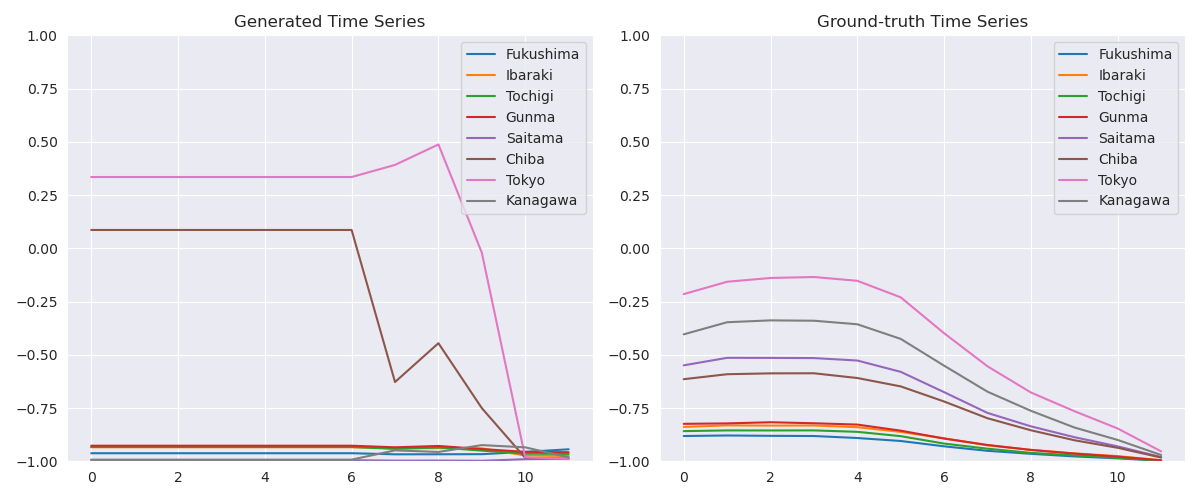 Generated Time Series
1.00
0.75
0.50
0.25
0.00
−0.25
−0.50
−0.75
−1.00
0 2 4 6 8 10
Fukushima
Ibaraki
Tochigi
Gunma
Saitama
Chiba
Tokyo
Kanagawa
Ground-truth Time Series
1.00
0.75
0.50
0.25
0.00
−0.25
−0.50
−0.75
−1.00
0 2 4 6 8 10
Fukushima
Ibaraki
Tochigi
Gunma
Saitama
Chiba
Tokyo
Kanagawa